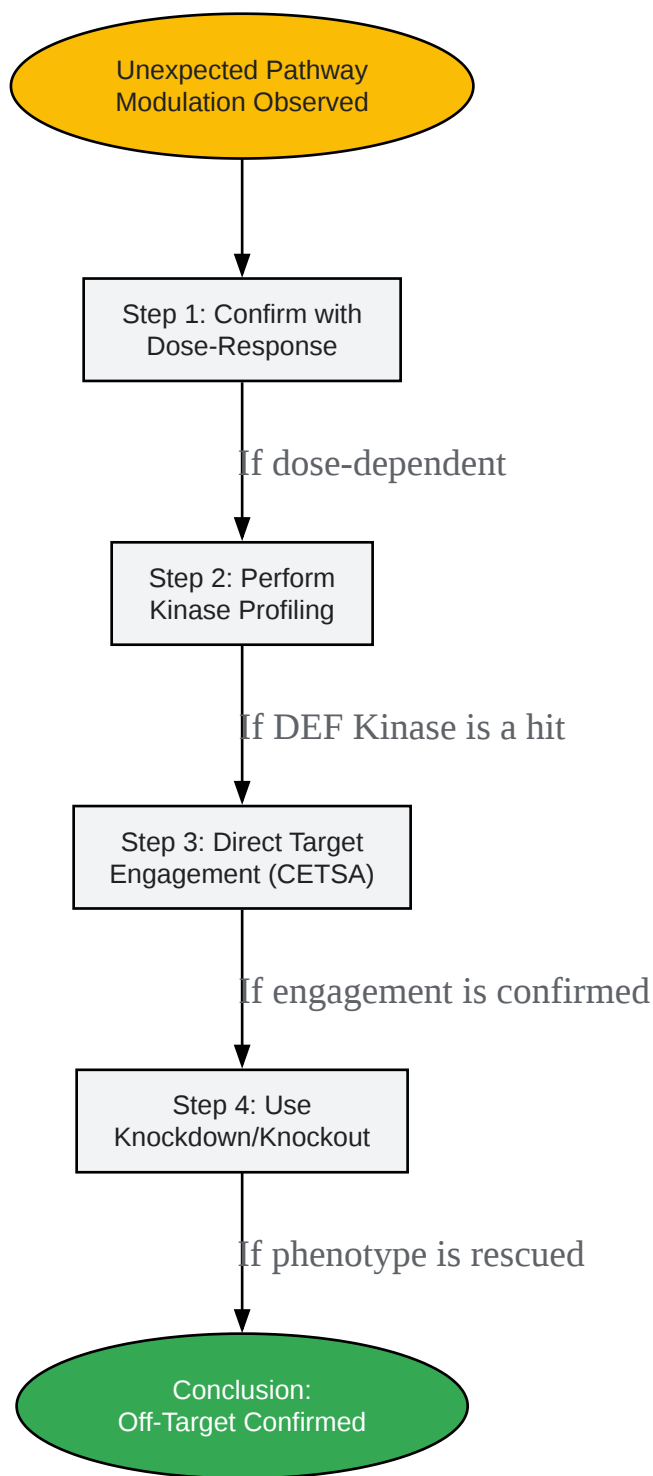 Unexpected Pathway
Modulation Observed
Step 1: Confirm with
Dose-Response
If dose-dependent
Step 2: Perform
Kinase Profiling
If DEF Kinase is a hit
Step 3: Direct Target
Engagement (CETSA)
If engagement is confirmed
Step 4: Use
Knockdown/Knockout
If phenotype is rescued
Conclusion:
Off-Target Confirmed